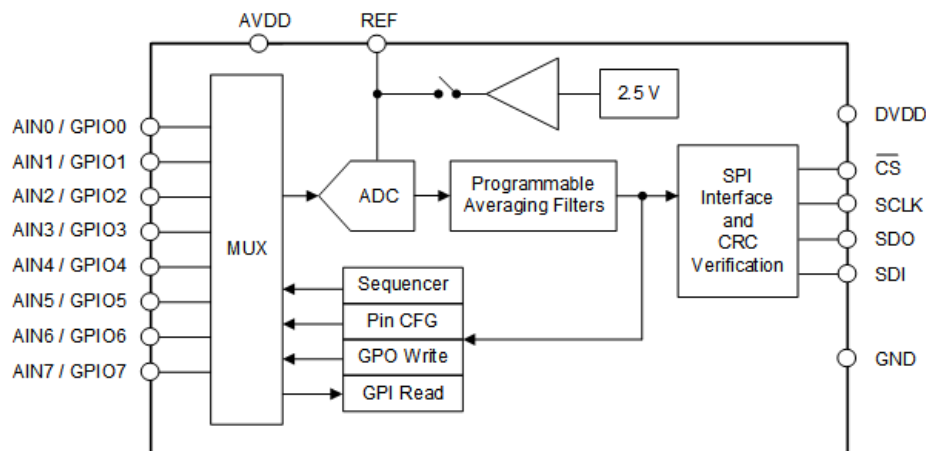 AVDD
REF
2.5 V
AIN0 / GPIO0
AIN1 / GPIO1
AIN2 / GPIO2
AIN3 / GPIO3
AIN4 / GPIO4
AIN5 / GPIO5
AIN6 / GPIO6
AIN7 / GPIO7
MUX
ADC
Programmable
Averaging Filters
Sequencer
Pin CFG
GPO Write
GPI Read
SPI
Interface
and
CRC
Verification
DVDD
CS
SCLK
SDO
SDI
GND